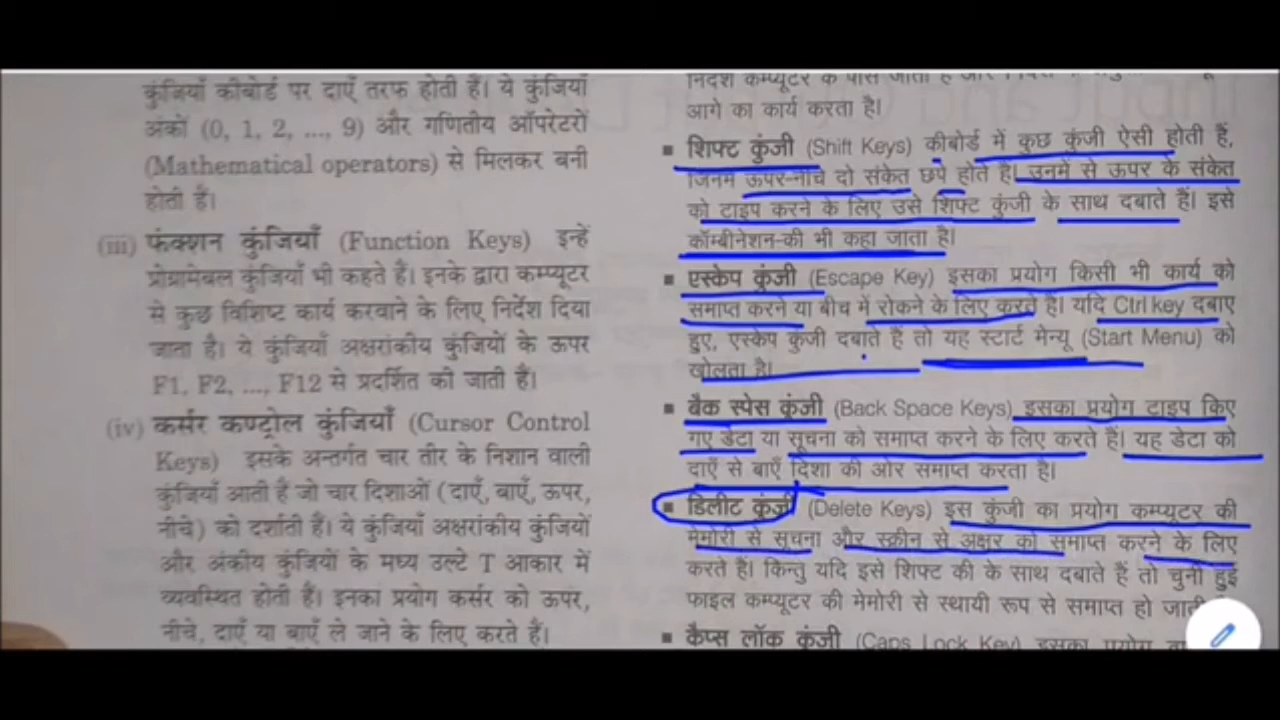 कुंजियाँ कीबोर्ड पर दाएँ तरफ होती हैं। ये कुंजियाँ
अंकों (0, 1, 2, ..., 9) और गणितीय ऑपरेटरों
(Mathematical operators) से मिलकर बनी
होती हैं।
(iii) फंक्शन कुंजियाँ (Function Keys) इन्हें
प्रोग्रामेबल कुंजियाँ भी कहते हैं। इनके द्वारा कम्प्यूटर
से कुछ विशिष्ट कार्य करवाने के लिए निर्देश दिया
जाता है। ये कुंजियाँ अक्षरांकीय कुंजियों के ऊपर
F1, F2, ..., F12 से प्रदर्शित की जाती हैं।
(iv) कर्सर कण्ट्रोल कुंजियाँ (Cursor Control
Keys) इसके अन्तर्गत चार तीर के निशान वाली
कुंजियाँ आती हैं जो चार दिशाओं (दाएँ, बाएँ, ऊपर,
नीचे) को दर्शाती हैं। ये कुंजियाँ अक्षरांकीय कुंजियों
और अंकीय कुंजियों के मध्य उल्टे T आकार में
व्यवस्थित होती हैं। इनका प्रयोग कर्सर को ऊपर,
नीचे, दाएँ या बाएँ ले जाने के लिए करते हैं।
निर्देश कम्प्यूटर के पास जाता है और
आगे का कार्य करता है।
▪ शिफ्ट कुंजी (Shift Keys) कीबोर्ड में कुछ कुंजी ऐसी होती हैं,
जिनमें ऊपर-नीचे दो संकेत छपे होते हैं। उनमें से ऊपर के संकेत
को टाइप करने के लिए उसे शिफ्ट कुंजी के साथ दबाते हैं। इसे
कॉम्बीनेशन-की भी कहा जाता है।
▪ एस्केप कुंजी (Escape Key) इसका प्रयोग किसी भी कार्य को
समाप्त करने या बीच में रोकने के लिए करते हैं। यदि Ctrl key दबाए
हुए, एस्केप कुंजी दबाते हैं तो यह स्टार्ट मेन्यू (Start Menu) को
खोलता है।
▪ बैक स्पेस कुंजी (Back Space Keys) इसका प्रयोग टाइप किए
गए डेटा या सूचना को समाप्त करने के लिए करते हैं। यह डेटा को
दाएँ से बाएँ दिशा की ओर समाप्त करता है।
▪ डिलीट कुंजी (Delete Keys) इस कुंजी का प्रयोग कम्प्यूटर की
मेमोरी से सूचना और स्क्रीन से अक्षर को समाप्त करने के लिए
करते हैं। किन्तु यदि इसे शिफ्ट की के साथ दबाते हैं तो चुनी हुई
फाइल कम्प्यूटर की मेमोरी से स्थायी रूप से समाप्त हो जाती
▪ कैप्स लॉक कुंजी (Caps Lock Key) इसका प्रयोग